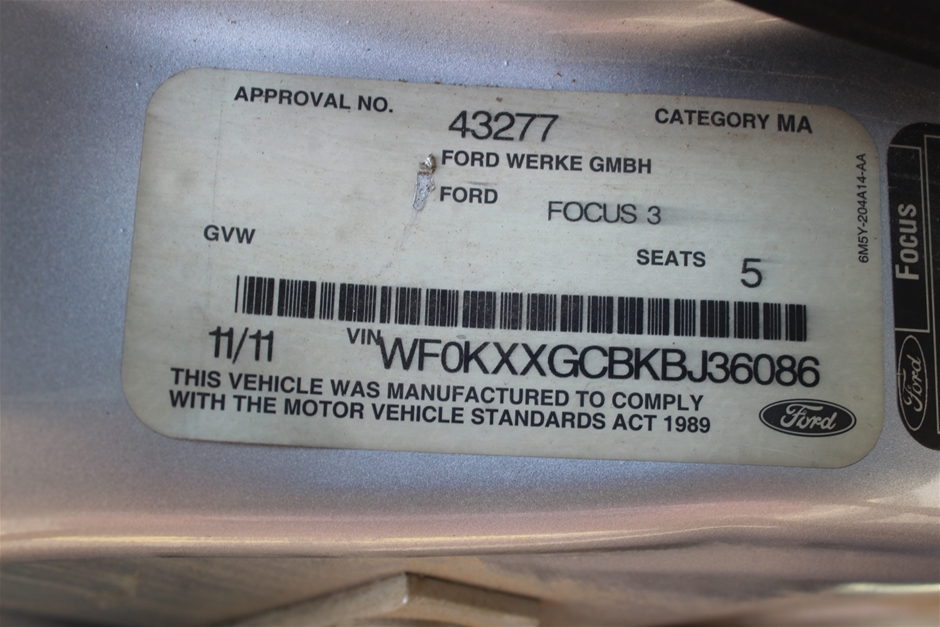 APPROVAL NO. 43277 CATEGORY MA
FORD WERKE GMBH
FORD FOCUS 3
GVW
SEATS 5
11/11 VIN WF0KXXGCBKBJ36086
THIS VEHICLE WAS MANUFACTURED TO COMPLY
WITH THE MOTOR VEHICLE STANDARDS ACT 1989
Ford
6M5Y-204A14-AA
Focus
Ford